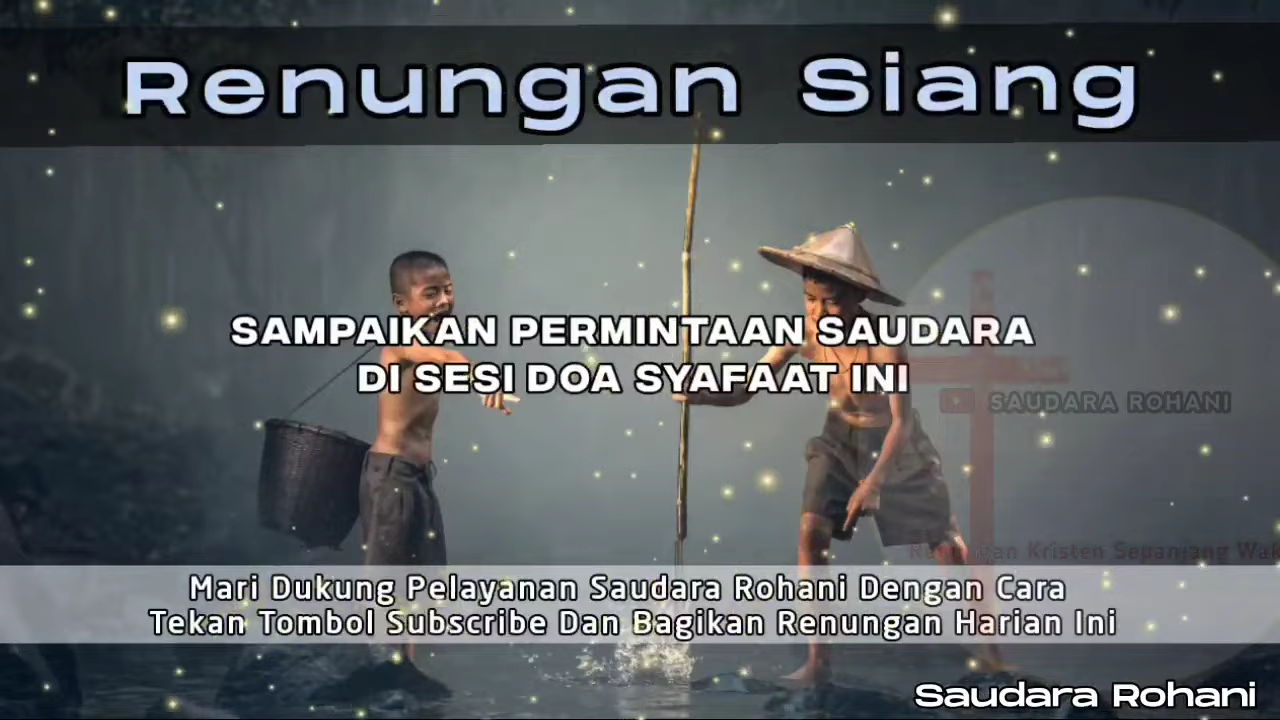 Renungan Siang
SAMPAIKAN PERMINTAAN SAUDARA
DI SESI DOA SYAFAAT INI
SAUDARA ROHANI
Renungan Kristen Sepanjang
Mari Dukung Pelayanan Saudara Rohani Dengan Cara
Tekan Tombol Subscribe Dan Bagikan Renungan Harian Ini
Saudara Rohani